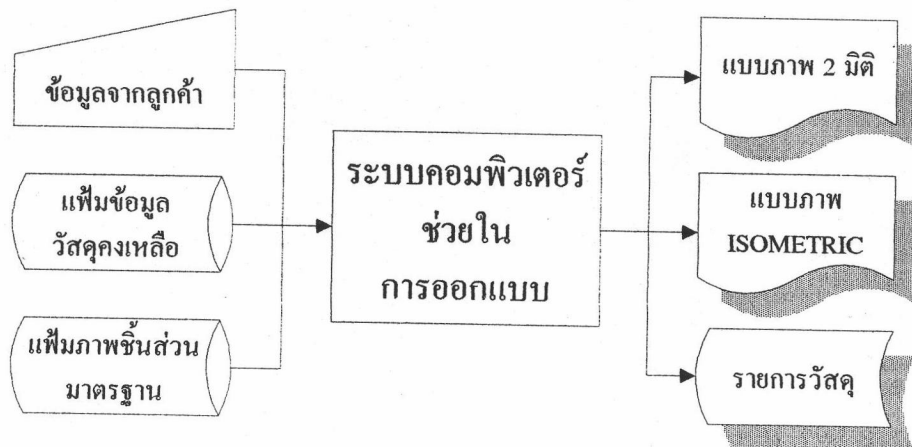 ข้อมูลจากลูกค้า
แฟ้มข้อมูล
วัสดุคงเหลือ
แฟ้มภาพชิ้นส่วน
มาตรฐาน
ระบบคอมพิวเตอร์
ช่วยใน
การออกแบบ
แบบภาพ 2 มิติ
แบบภาพ
ISOMETRIC
รายการวัสดุ